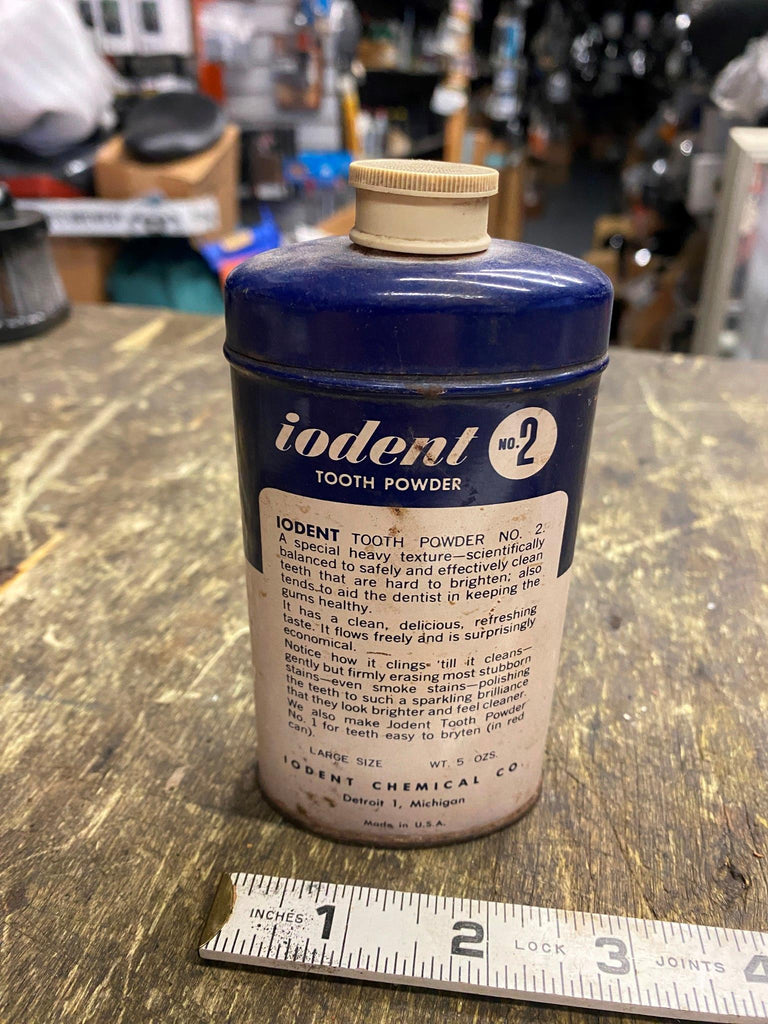 iodent NO. 2
TOOTH POWDER
IODENT TOOTH POWDER NO. 2.
A special heavy texture—scientifically
balanced to safely and effectively clean
teeth that are hard to brighten; also
tends to aid the dentist in keeping the
gums healthy.
It has a clean, delicious, refreshing
taste. It flows freely and is surprisingly
economical.
Notice how it clings 'till it cleans—
gently but firmly erasing most stubborn
stains—even smoke stains—polishing
the teeth to such a sparkling brilliance
that they look brighter and feel cleaner.
We also make Iodent Tooth Powder
No. 1 for teeth easy to bryten (in red
can).
LARGE SIZE WT. 5 OZS.
IODENT CHEMICAL CO.
Detroit 1, Michigan
Made in U.S.A.
INCHES 1 2 LOCK 3 JOINTS 4